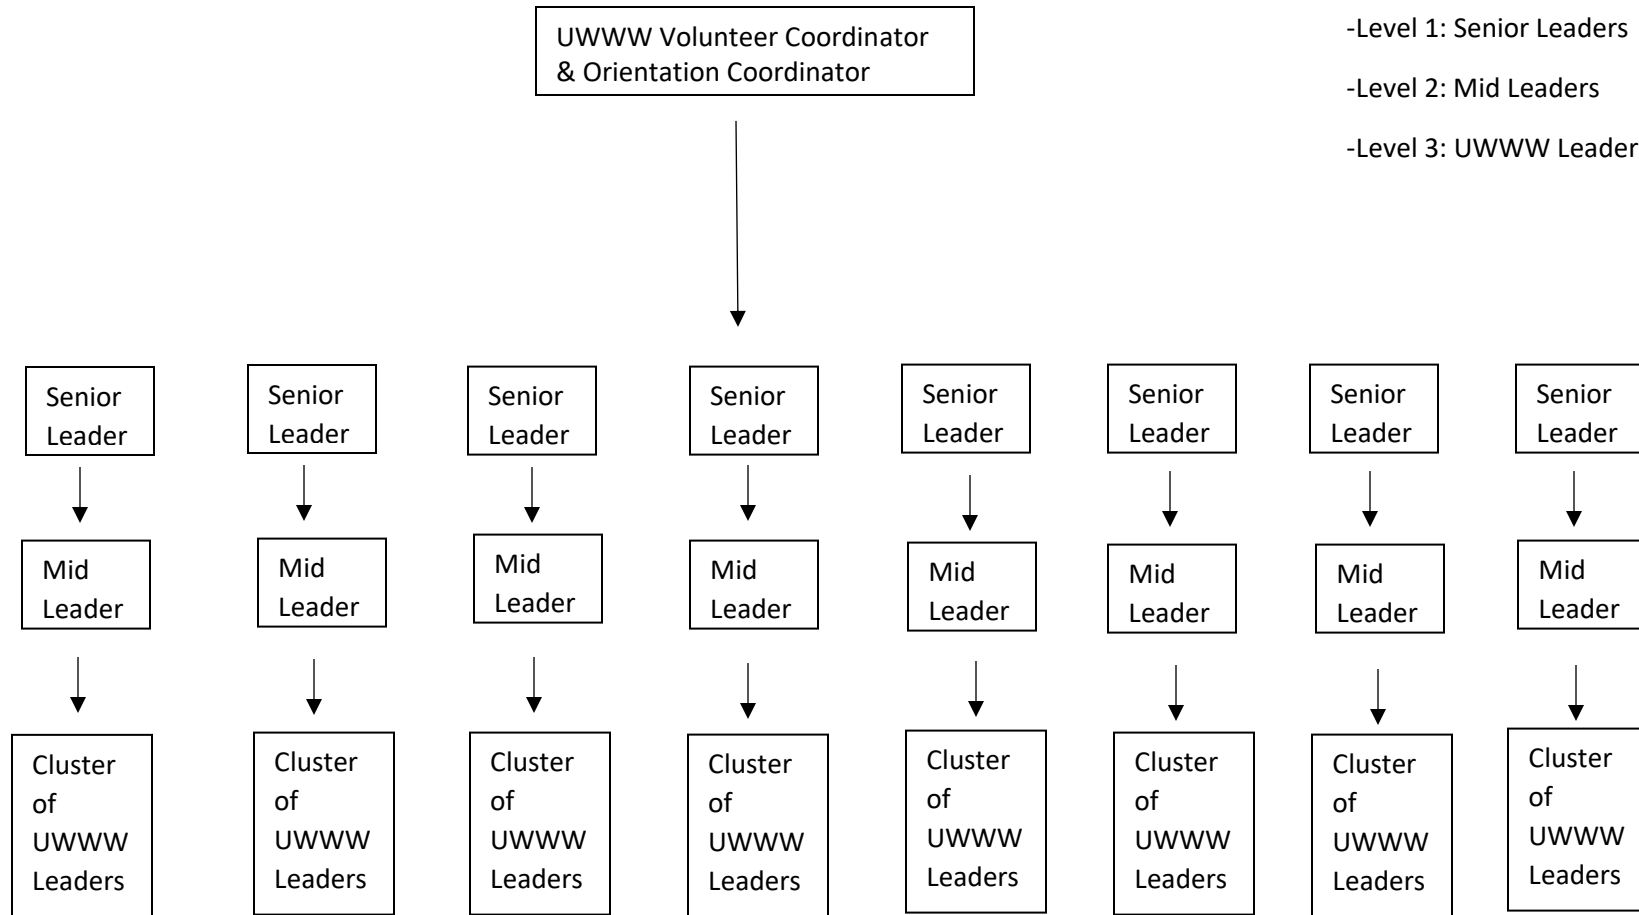 UWWW Volunteer Coordinator
& Orientation Coordinator
-Level 1: Senior Leaders
-Level 2: Mid Leaders
-Level 3: UWWW Leader
Senior
Leader
Senior
Leader
Senior
Leader
Senior
Leader
Senior
Leader
Senior
Leader
Senior
Leader
Senior
Leader
Mid
Leader
Mid
Leader
Mid
Leader
Mid
Leader
Mid
Leader
Mid
Leader
Mid
Leader
Mid
Leader
Cluster
of
UWWW
Leaders
Cluster
of
UWWW
Leaders
Cluster
of
UWWW
Leaders
Cluster
of
UWWW
Leaders
Cluster
of
UWWW
Leaders
Cluster
of
UWWW
Leaders
Cluster
of
UWWW
Leaders
Cluster
of
UWWW
Leaders